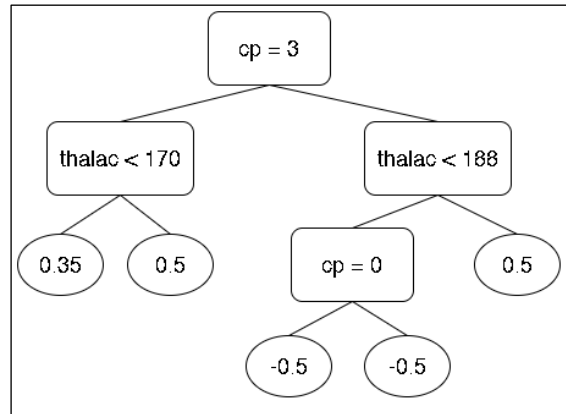 cp = 3
thalac < 170
thalac < 188
0.35
0.5
cp = 0
0.5
-0.5
-0.5